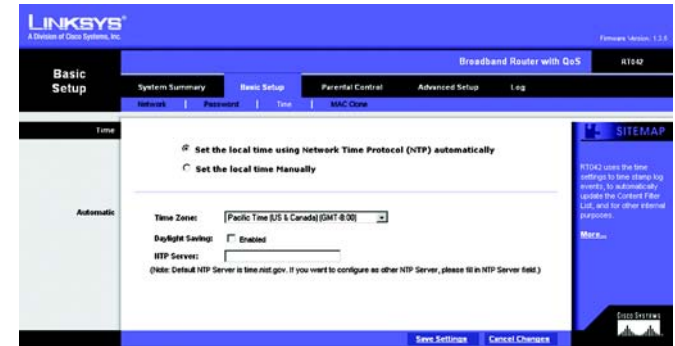 LINKSYS®
A Division of Cisco Systems, Inc.
Firmware Version: 1.3.8
Broadband Router with QoS
RT042
Basic Setup
System Summary
Basic Setup
Parental Control
Advanced Setup
Log
Network | Password | Time | MAC Clone
Time
Set the local time using Network Time Protocol (NTP) automatically
Set the local time Manually
Automatic
Time Zone: Pacific Time (US & Canada) (GMT-8:00)
Daylight Saving: Enabled
NTP Server:
(Note: Default NTP Server is time.nist.gov. If you want to configure as other NTP Server, please fill in NTP Server field.)
SITEMAP
RT042 uses the time
settings to time stamp log
events, to automatically
update the Content Filter
List, and for other internal
purposes.
More...
Save Settings
Cancel Changes
CISCO SYSTEMS